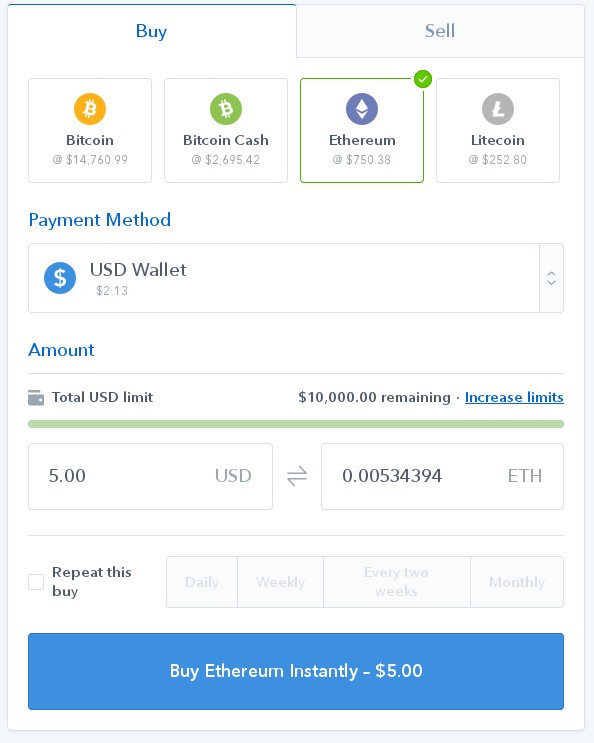 Buy
Sell
Bitcoin
@ $14,760.99
Bitcoin Cash
@ $2,695.42
Ethereum
@ $750.38
Litecoin
@ $252.80
Payment Method
$
USD Wallet
$2.13
Amount
Total USD limit
$10,000.00 remaining · Increase limits
5.00 USD
0.00534394 ETH
Repeat this
buy
Daily
Weekly
Every two
weeks
Monthly
Buy Ethereum Instantly – $5.00